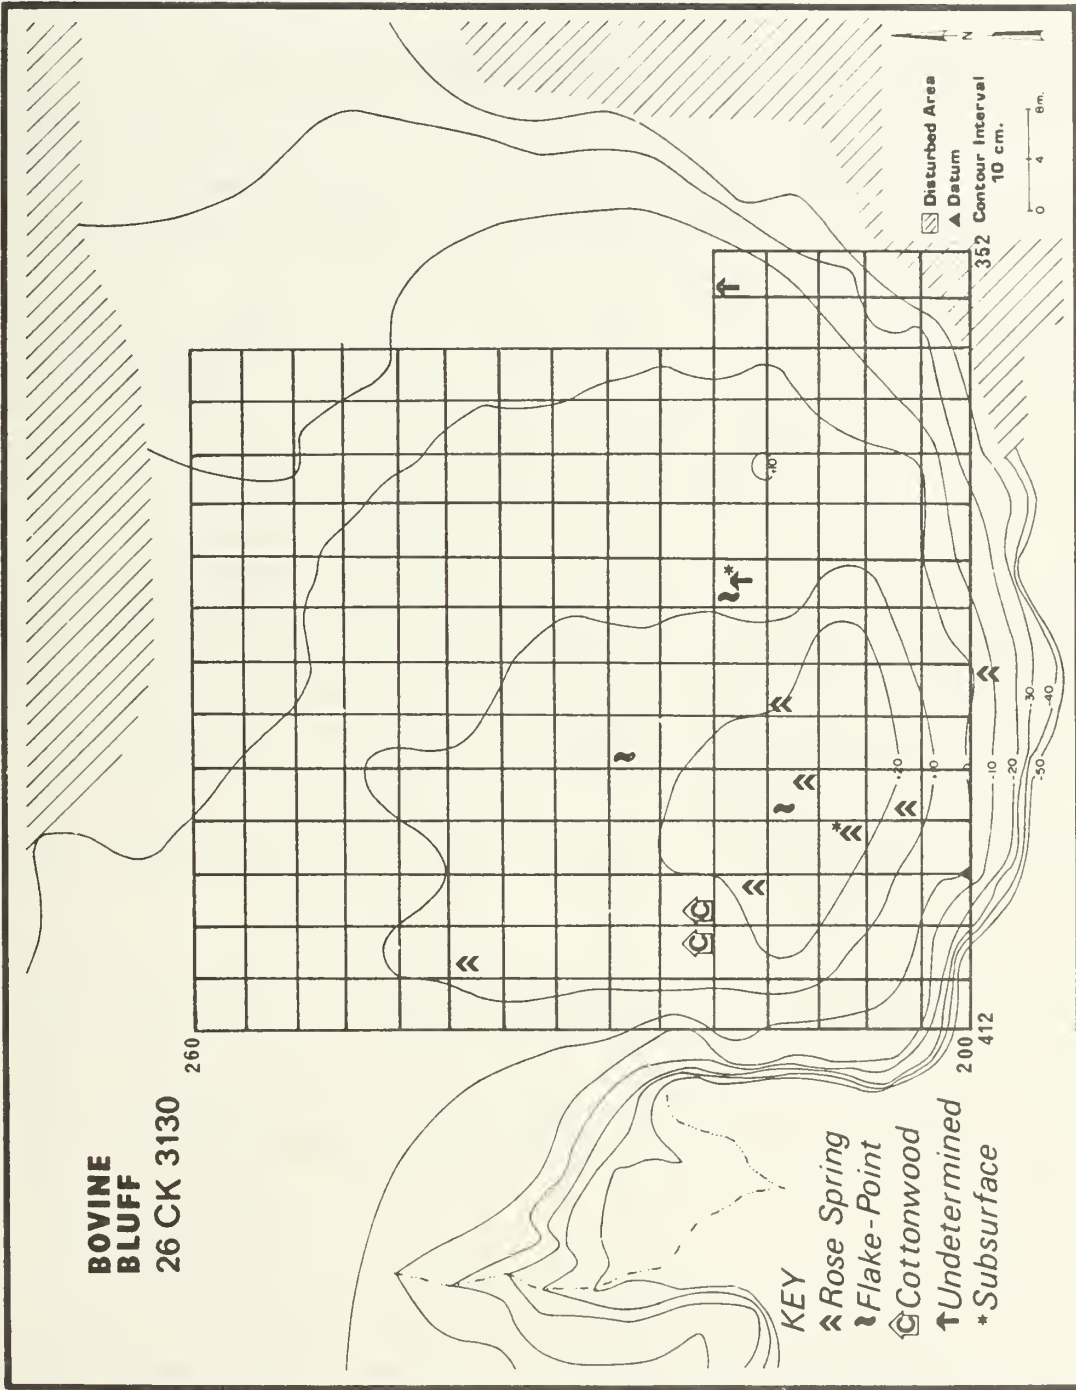 BOVINE
BLUFF
26 CK 3130
260
200
412
352
+10
+20
+10
-10
-20
-30
-40
-50
C
C
KEY
Rose Spring
Flake-Point
C Cottonwood
Undetermined
* Subsurface
N
Disturbed Area
Datum
Contour Interval
10 cm.
0 4 8m.